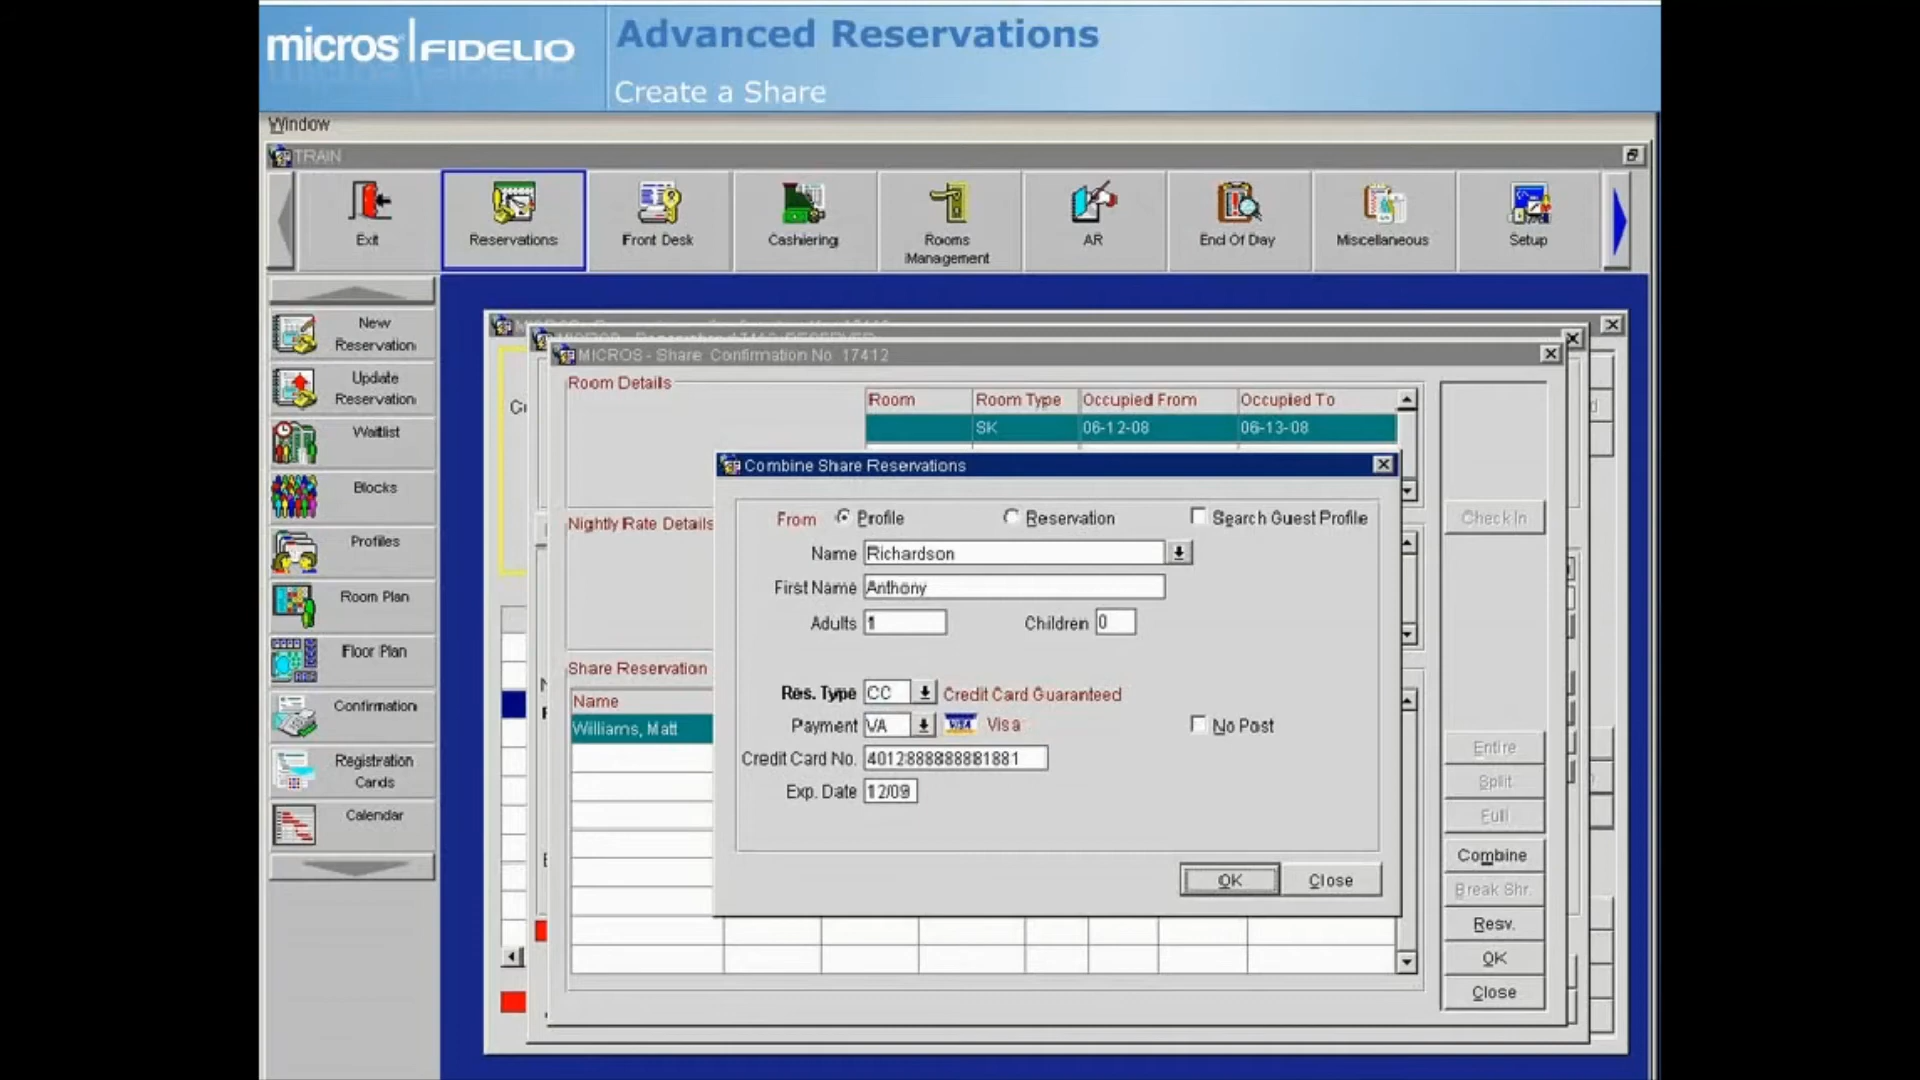 micros FIDELIO
Advanced Reservations
Create a Share
Window
TRAIN
Exit
Reservations
Front Desk
Cashiering
Rooms
Management
AR
End Of Day
Miscellaneous
Setup
New
Reservation
Update
Reservation
Waitlist
Blocks
Profiles
Room Plan
Floor Plan
Confirmation
Registration
Cards
Calendar
MICROS - Share Confirmation No 17412
Room Details
Room Room Type Occupied From Occupied To
SK 06-12-08 06-13-08
Nightly Rate Details
Share Reservation
Name
Williams, Matt
Combine Share Reservations
From Profile Reservation Search Guest Profile
Name Richardson
First Name Anthony
Adults 1 Children 0
Res. Type CC Credit Card Guaranteed
Payment VA VISA Visa No Post
Credit Card No. 4012888888881881
Exp. Date 12/09
OK Close
Check In
Entire
Split
Full
Combine
Break Shr.
Resv.
OK
Close